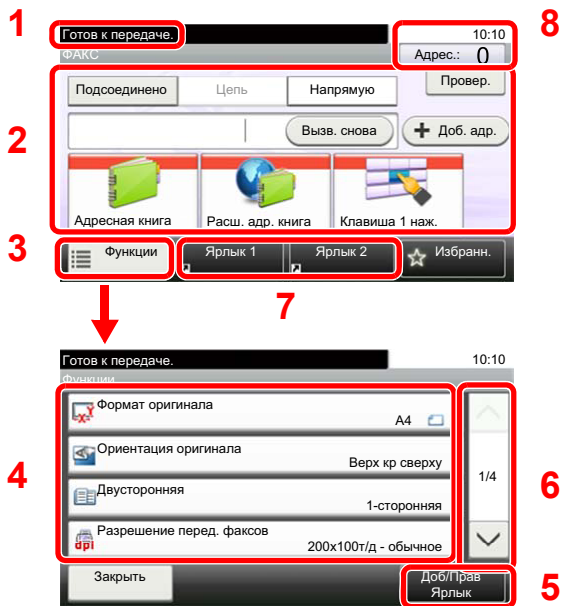 1
8
Готов к передаче.
10:10
ФАКС
Адрес.: 0
Подсоединено
Цепь
Напрямую
Провер.
2
Вызв. снова
Доб. адр.
Адресная книга
Расш. адр. книга
Клавиша 1 наж.
3
Функции
Ярлык 1
Ярлык 2
Избранн.
7
Готов к передаче.
10:10
Функции
Формат оригинала
A4
Ориентация оригинала
Верх кр сверху
4
1/4
6
Двусторонняя
1-сторонняя
Разрешение перед. факсов
dpi
200x100т/д - обычное
Закрыть
Доб/Прав
Ярлык
5